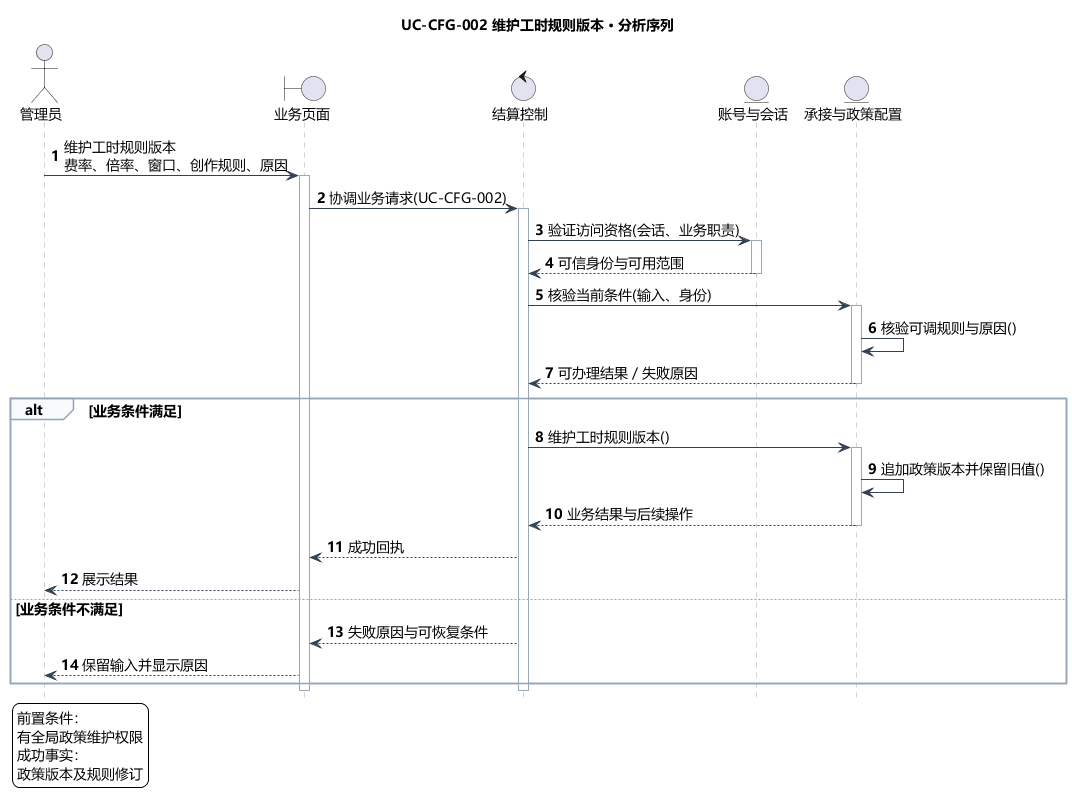 UC-CFG-002 维护工时规则版本・分析序列
管理员
业务页面
结算控制
账号与会话
承接与政策配置
1 维护工时规则版本
费率、倍率、窗口、创作规则、原因
2 协调业务请求(UC-CFG-002)
3 验证访问资格(会话、业务职责)
4 可信身份与可用范围
5 核验当前条件(输入、身份)
6 核验可调规则与原因()
7 可办理结果 / 失败原因
alt [业务条件满足]
8 维护工时规则版本()
9 追加政策版本并保留旧值()
10 业务结果与后续操作
11 成功回执
12 展示结果
[业务条件不满足]
13 失败原因与可恢复条件
14 保留输入并显示原因
前置条件：
有全局政策维护权限
成功事实：
政策版本及规则修订